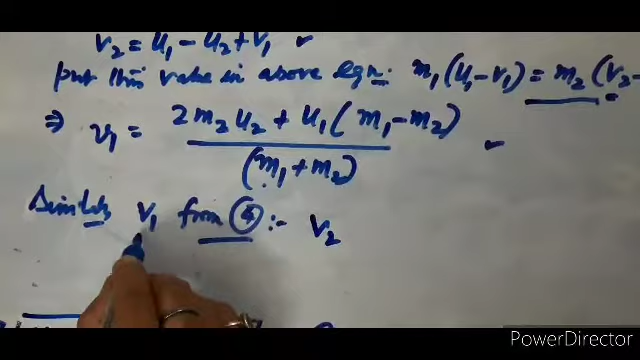 v₂ = u₁ - u₂ + v₁ ✓
put this value in above eqn: m₁(u₁ - v₁) = m₂(v₂ -
⇒ v₁ = 2m₂u₂ + u₁(m₁ - m₂) / (m₁ + m₂) ✓
v₁ from ④ :- v₂
PowerDirector